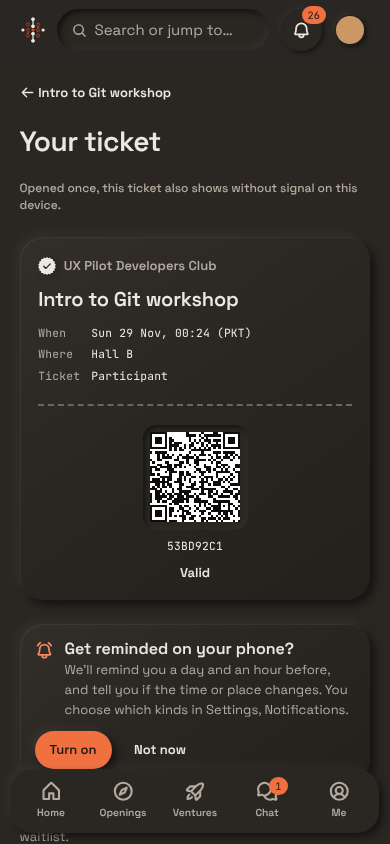 Search or jump to...
26
← Intro to Git workshop
Your ticket
Opened once, this ticket also shows without signal on this
device.
UX Pilot Developers Club
Intro to Git workshop
When Sun 29 Nov, 00:24 (PKT)
Where Hall B
Ticket Participant
53BD92C1
Valid
Get reminded on your phone?
We'll remind you a day and an hour before,
and tell you if the time or place changes. You
choose which kinds in Settings, Notifications.
Turn on Not now
1
Home Openings Ventures Chat Me
waitlist.